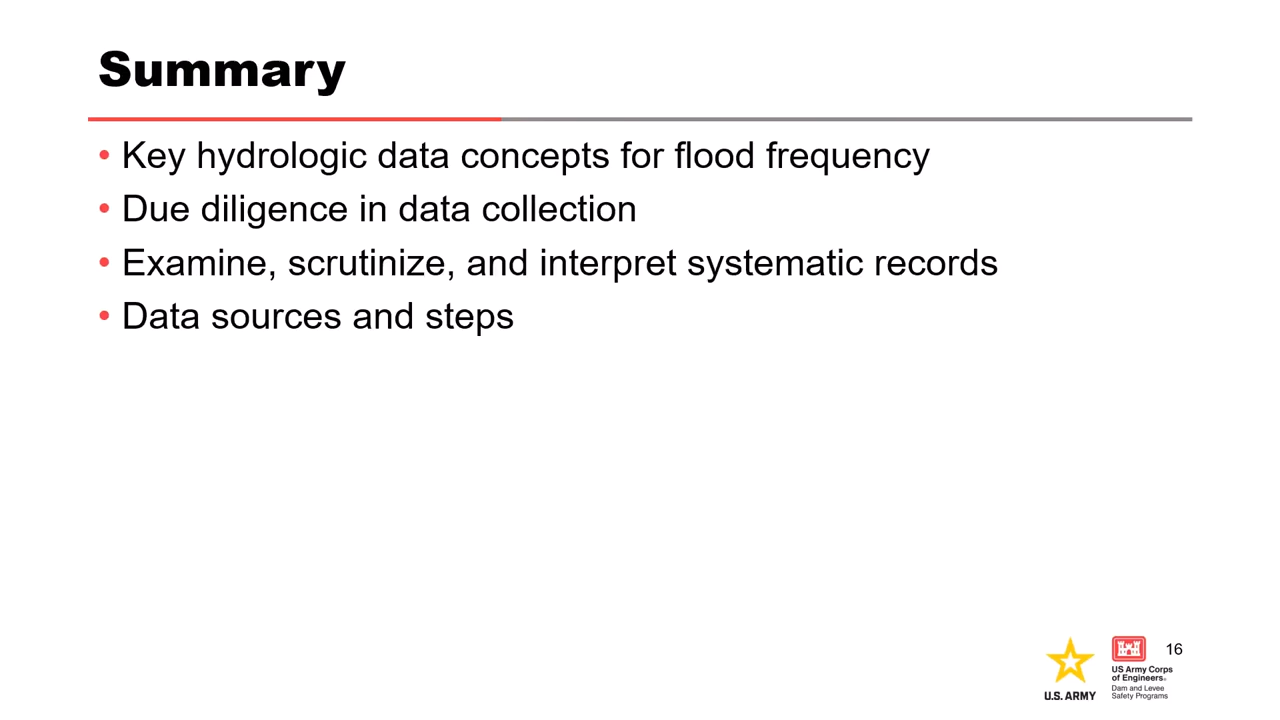 Summary
• Key hydrologic data concepts for flood frequency
• Due diligence in data collection
• Examine, scrutinize, and interpret systematic records
• Data sources and steps
16
U.S. ARMY
US Army Corps
of Engineers®
Dam and Levee
Safety Programs